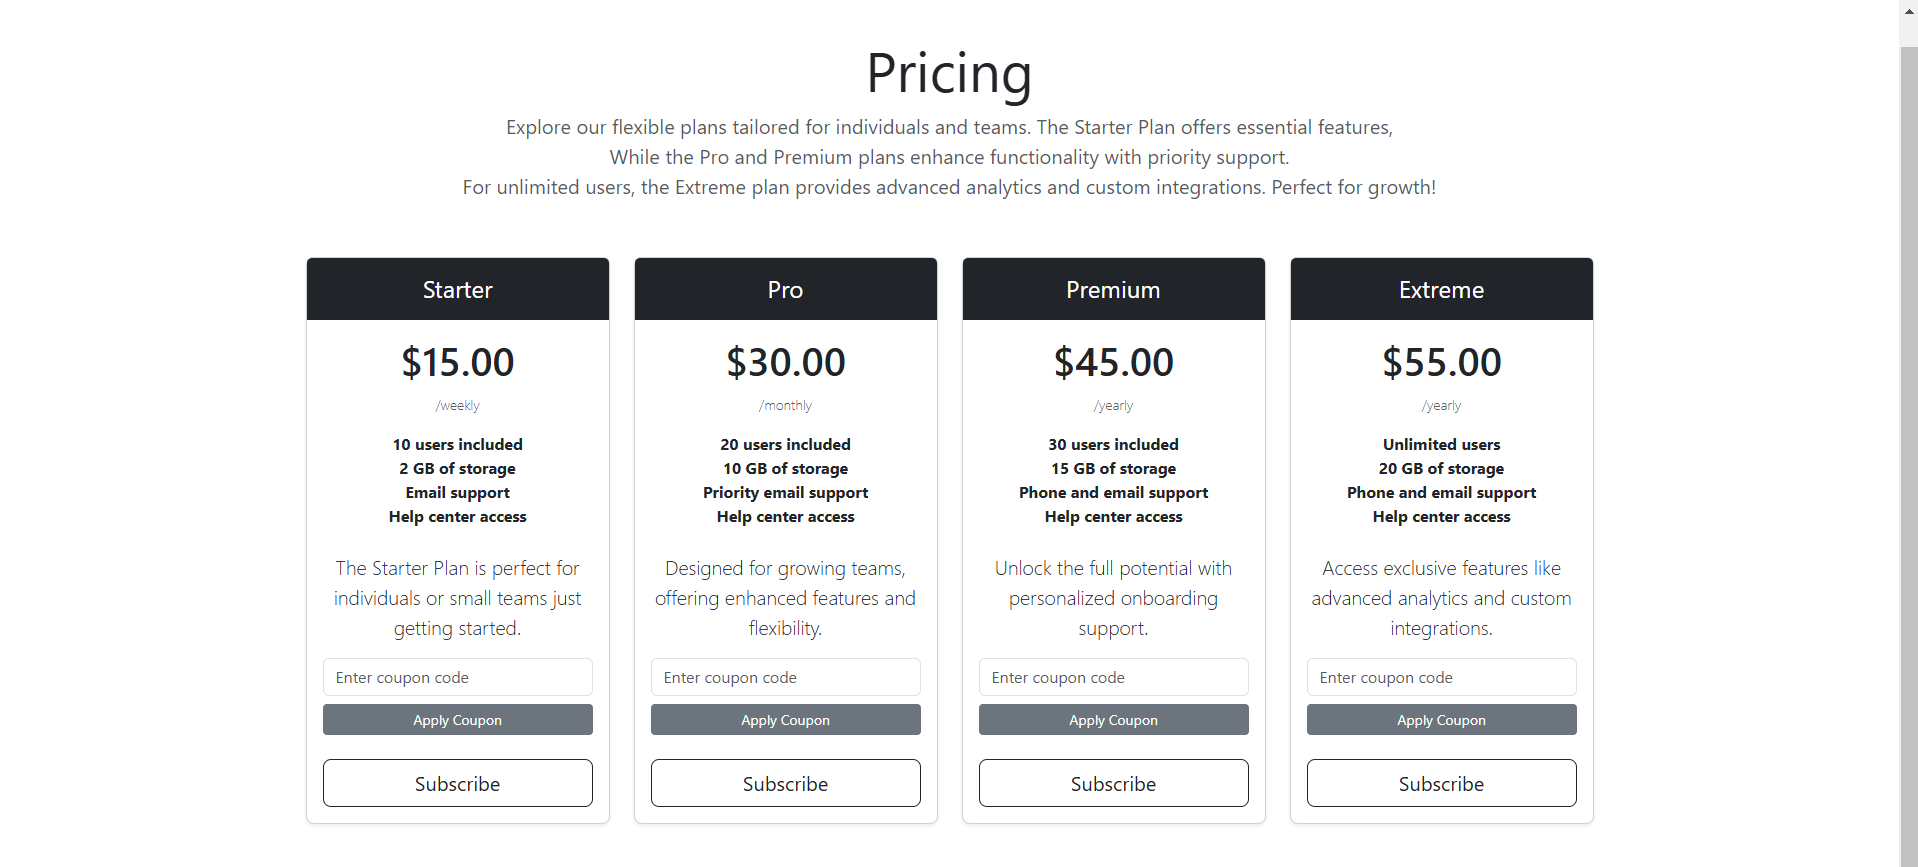 Pricing
Explore our flexible plans tailored for individuals and teams. The Starter Plan offers essential features,
While the Pro and Premium plans enhance functionality with priority support.
For unlimited users, the Extreme plan provides advanced analytics and custom integrations. Perfect for growth!
Starter
$15.00
/weekly
10 users included
2 GB of storage
Email support
Help center access
The Starter Plan is perfect for
individuals or small teams just
getting started.
Enter coupon code
Apply Coupon
Subscribe
Pro
$30.00
/monthly
20 users included
10 GB of storage
Priority email support
Help center access
Designed for growing teams,
offering enhanced features and
flexibility.
Enter coupon code
Apply Coupon
Subscribe
Premium
$45.00
/yearly
30 users included
15 GB of storage
Phone and email support
Help center access
Unlock the full potential with
personalized onboarding
support.
Enter coupon code
Apply Coupon
Subscribe
Extreme
$55.00
/yearly
Unlimited users
20 GB of storage
Phone and email support
Help center access
Access exclusive features like
advanced analytics and custom
integrations.
Enter coupon code
Apply Coupon
Subscribe